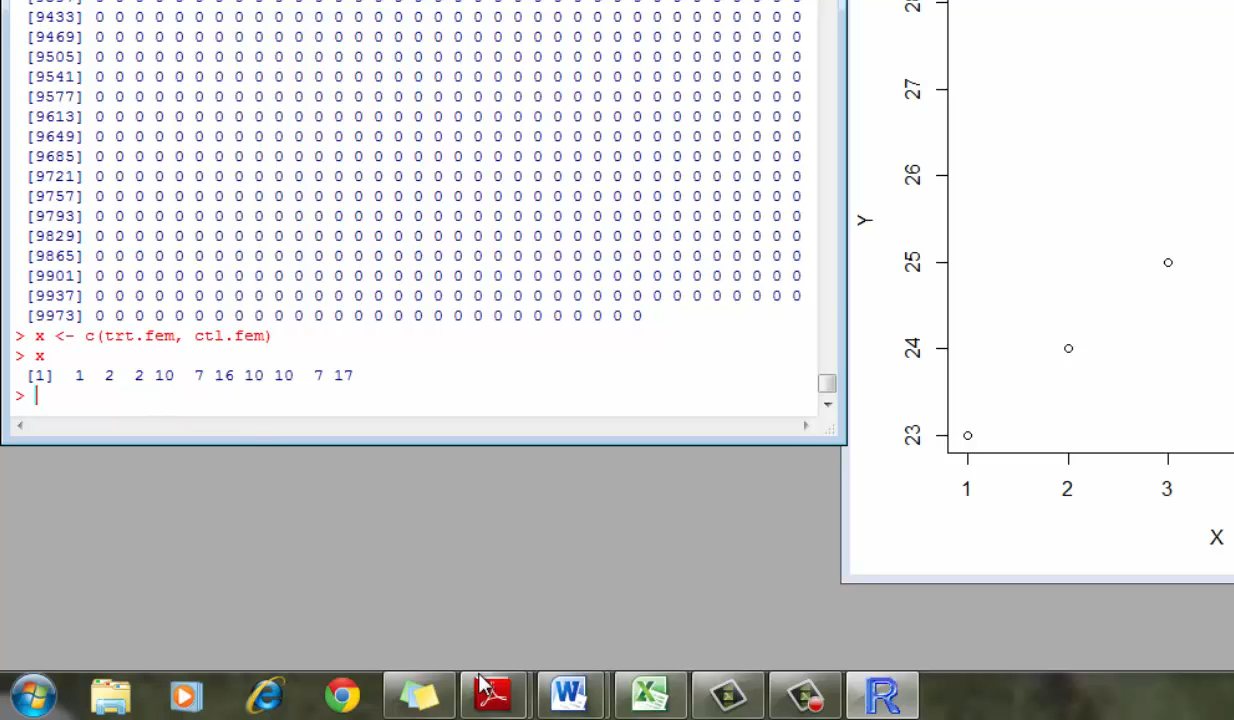 [9433] 0 0 0 0 0 0 0 0 0 0 0 0 0 0 0 0 0 0 0 0 0 0 0 0 0 0 0 0 0 0 0 0 0 0 0 0
[9469] 0 0 0 0 0 0 0 0 0 0 0 0 0 0 0 0 0 0 0 0 0 0 0 0 0 0 0 0 0 0 0 0 0 0 0 0
[9505] 0 0 0 0 0 0 0 0 0 0 0 0 0 0 0 0 0 0 0 0 0 0 0 0 0 0 0 0 0 0 0 0 0 0 0 0
[9541] 0 0 0 0 0 0 0 0 0 0 0 0 0 0 0 0 0 0 0 0 0 0 0 0 0 0 0 0 0 0 0 0 0 0 0 0
[9577] 0 0 0 0 0 0 0 0 0 0 0 0 0 0 0 0 0 0 0 0 0 0 0 0 0 0 0 0 0 0 0 0 0 0 0 0
[9613] 0 0 0 0 0 0 0 0 0 0 0 0 0 0 0 0 0 0 0 0 0 0 0 0 0 0 0 0 0 0 0 0 0 0 0 0
[9649] 0 0 0 0 0 0 0 0 0 0 0 0 0 0 0 0 0 0 0 0 0 0 0 0 0 0 0 0 0 0 0 0 0 0 0 0
[9685] 0 0 0 0 0 0 0 0 0 0 0 0 0 0 0 0 0 0 0 0 0 0 0 0 0 0 0 0 0 0 0 0 0 0 0 0
[9721] 0 0 0 0 0 0 0 0 0 0 0 0 0 0 0 0 0 0 0 0 0 0 0 0 0 0 0 0 0 0 0 0 0 0 0 0
[9757] 0 0 0 0 0 0 0 0 0 0 0 0 0 0 0 0 0 0 0 0 0 0 0 0 0 0 0 0 0 0 0 0 0 0 0 0
[9793] 0 0 0 0 0 0 0 0 0 0 0 0 0 0 0 0 0 0 0 0 0 0 0 0 0 0 0 0 0 0 0 0 0 0 0 0
[9829] 0 0 0 0 0 0 0 0 0 0 0 0 0 0 0 0 0 0 0 0 0 0 0 0 0 0 0 0 0 0 0 0 0 0 0 0
[9865] 0 0 0 0 0 0 0 0 0 0 0 0 0 0 0 0 0 0 0 0 0 0 0 0 0 0 0 0 0 0 0 0 0 0 0 0
[9901] 0 0 0 0 0 0 0 0 0 0 0 0 0 0 0 0 0 0 0 0 0 0 0 0 0 0 0 0 0 0 0 0 0 0 0 0
[9937] 0 0 0 0 0 0 0 0 0 0 0 0 0 0 0 0 0 0 0 0 0 0 0 0 0 0 0 0 0 0 0 0 0 0 0 0
[9973] 0 0 0 0 0 0 0 0 0 0 0 0 0 0 0 0 0 0 0 0 0 0 0 0 0 0 0 0
> x <- c(trt.fem, ctl.fem)
> x
[1] 1 2 2 10 7 16 10 10 7 17
>
27
26
Y
25
24
23
1 2 3
X